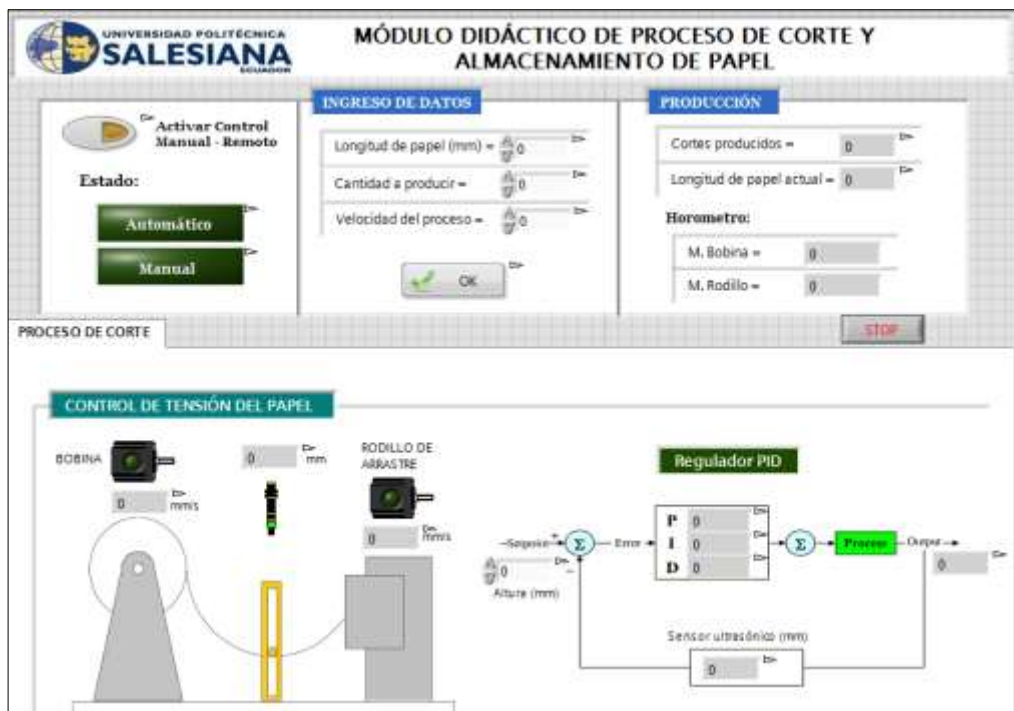 UNIVERSIDAD POLITÉCNICA
SALESIANA
ECUADOR
MÓDULO DIDÁCTICO DE PROCESO DE CORTE Y
ALMACENAMIENTO DE PAPEL
Activar Control
Manual - Remoto
Estado:
Automático
Manual
INGRESO DE DATOS
Longitud de papel (mm) = 0
Cantidad a producir = 0
Velocidad del proceso = 0
OK
PRODUCCIÓN
Cortes producidos = 0
Longitud de papel actual = 0
Horometro:
M. Bobina = 0
M. Rodillo = 0
STOP
PROCESO DE CORTE
CONTROL DE TENSIÓN DEL PAPEL
BOBINA
0 mm/s
0 mm
RODILLO DE
ARRASTRE
0 mm/s
Regulador PID
P 0
I 0
D 0
Σ
Error
Σ
Output
0
+
−
0
Altura (mm)
Sensor ultrasónico (mm)
0